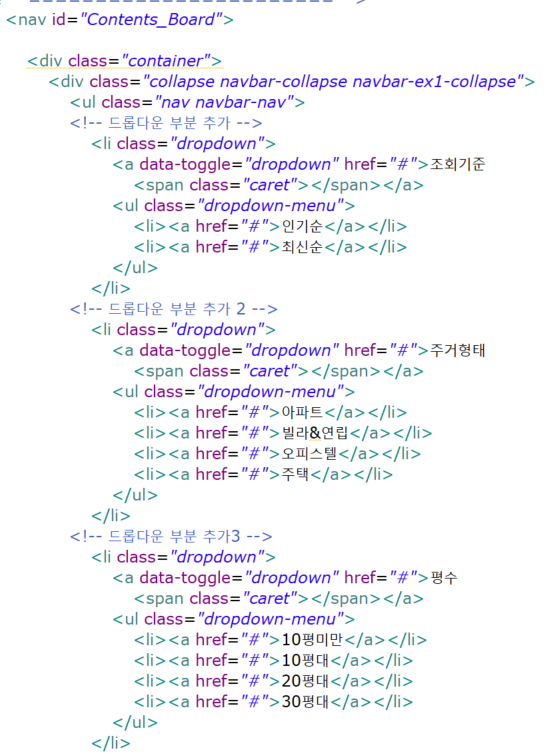 <nav id="Contents_Board">
<div class="container">
<div class="collapse navbar-collapse navbar-ex1-collapse">
<ul class="nav navbar-nav">
<!-- 드롭다운 부분 추가 -->
<li class="dropdown">
<a data-toggle="dropdown" href="#">조회기준
<span class="caret"></span></a>
<ul class="dropdown-menu">
<li><a href="#">인기순</a></li>
<li><a href="#">최신순</a></li>
</ul>
</li>
<!-- 드롭다운 부분 추가 2 -->
<li class="dropdown">
<a data-toggle="dropdown" href="#">주거형태
<span class="caret"></span></a>
<ul class="dropdown-menu">
<li><a href="#">아파트</a></li>
<li><a href="#">빌라&연립</a></li>
<li><a href="#">오피스텔</a></li>
<li><a href="#">주택</a></li>
</ul>
</li>
<!-- 드롭다운 부분 추가3 -->
<li class="dropdown">
<a data-toggle="dropdown" href="#">평수
<span class="caret"></span></a>
<ul class="dropdown-menu">
<li><a href="#">10평미만</a></li>
<li><a href="#">10평대</a></li>
<li><a href="#">20평대</a></li>
<li><a href="#">30평대</a></li>
</ul>
</li>